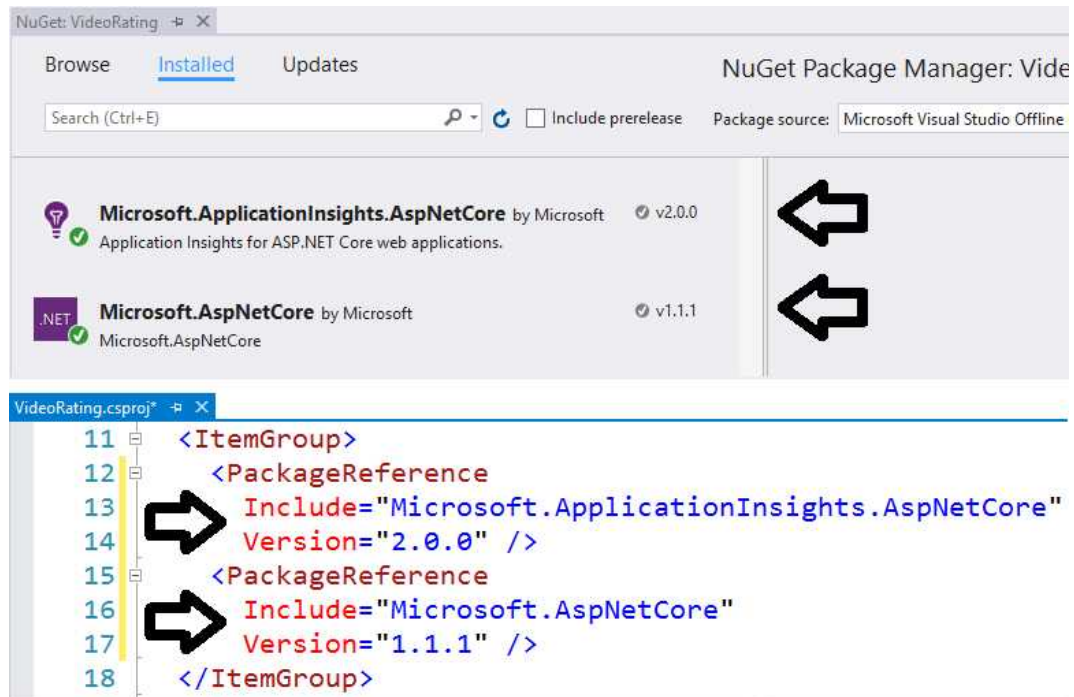 NuGet: VideoRating
Browse Installed Updates
NuGet Package Manager: Vide
Search (Ctrl+E)
Include prerelease
Package source: Microsoft Visual Studio Offline
Microsoft.ApplicationInsights.AspNetCore by Microsoft v2.0.0
Application Insights for ASP.NET Core web applications.
.NET
Microsoft.AspNetCore by Microsoft v1.1.1
Microsoft.AspNetCore
VideoRating.csproj*
11 <ItemGroup>
12 <PackageReference
13 Include="Microsoft.ApplicationInsights.AspNetCore"
14 Version="2.0.0" />
15 <PackageReference
16 Include="Microsoft.AspNetCore"
17 Version="1.1.1" />
18 </ItemGroup>